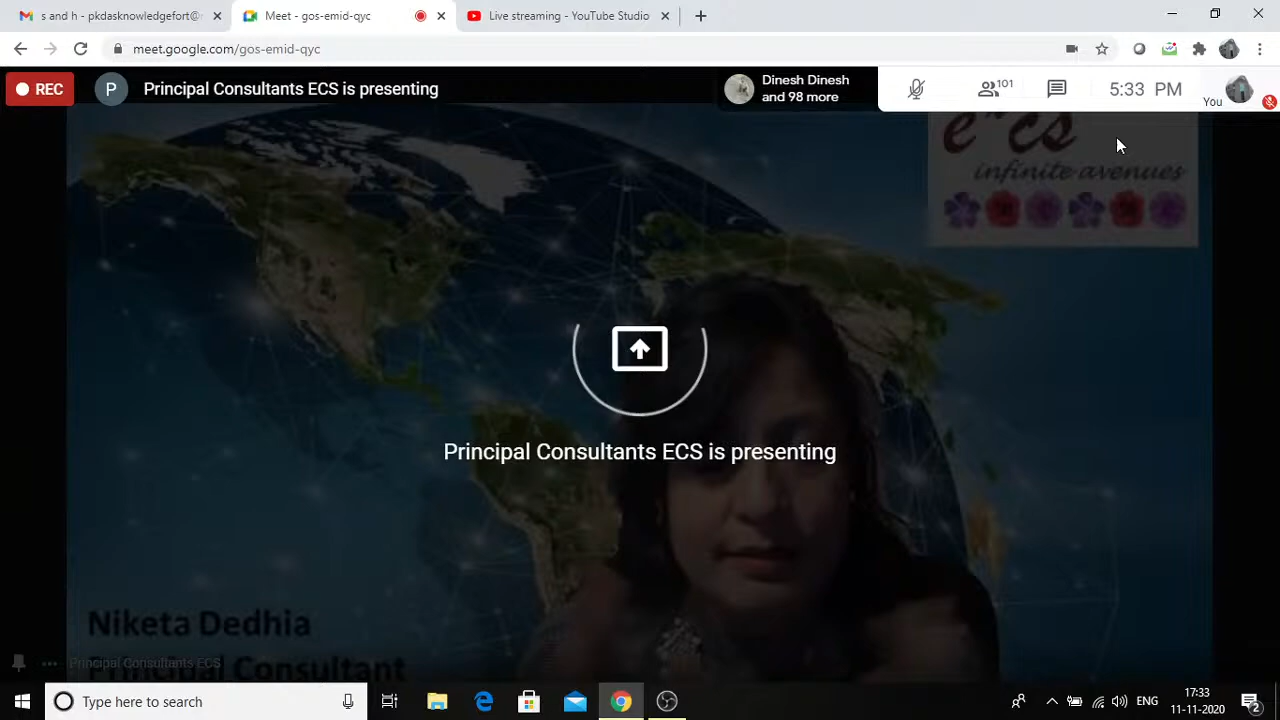 s and h - pkdasknowledgefort@
Meet - gos-emid-qyc
Live streaming - YouTube Studio
meet.google.com/gos-emid-qyc
REC
P
Principal Consultants ECS is presenting
Dinesh Dinesh
and 98 more
101
5:33 PM
You
infinite avenues
Principal Consultants ECS is presenting
Niketa Dedhia
Principal Consultant
Principal Consultants ECS
Type here to search
ENG
17:33
11-11-2020
2